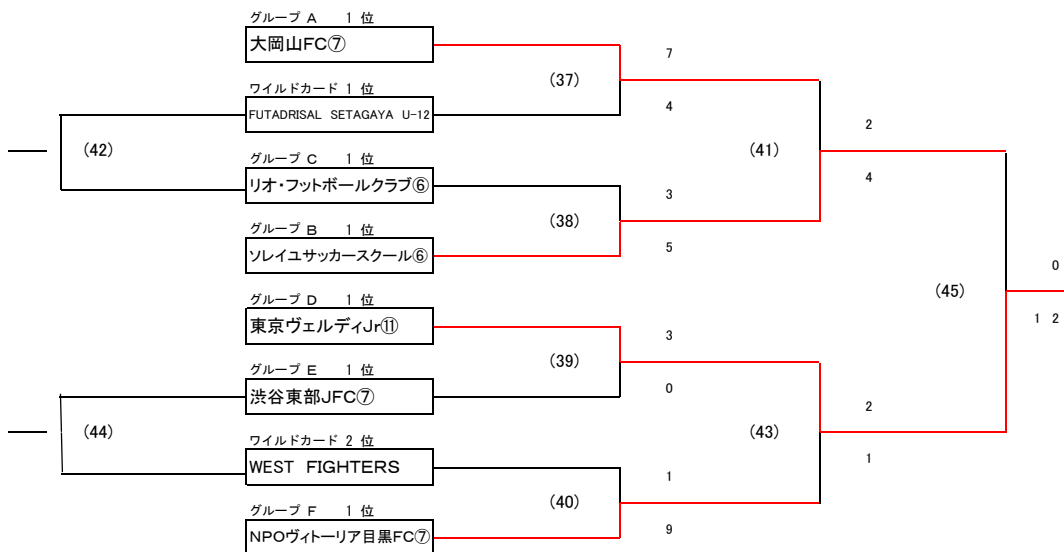 グループ A 1 位
大岡山FC⑦
7
(37)
ワイルドカード 1 位
4
FUTADRISAL SETAGAYA U-12
2
(42)
(41)
グループ C 1 位
4
リオ・フットボールクラブ⑥
3
(38)
グループ B 1 位
5
ソレイユサッカースクール⑥
0
(45)
グループ D 1 位
1 2
東京ヴェルディJr⑪
3
(39)
グループ E 1 位
0
渋谷東部JFC⑦
2
(44)
(43)
ワイルドカード 2 位
1
WEST FIGHTERS
1
(40)
グループ F 1 位
9
NPOヴィトーリア目黒FC⑦